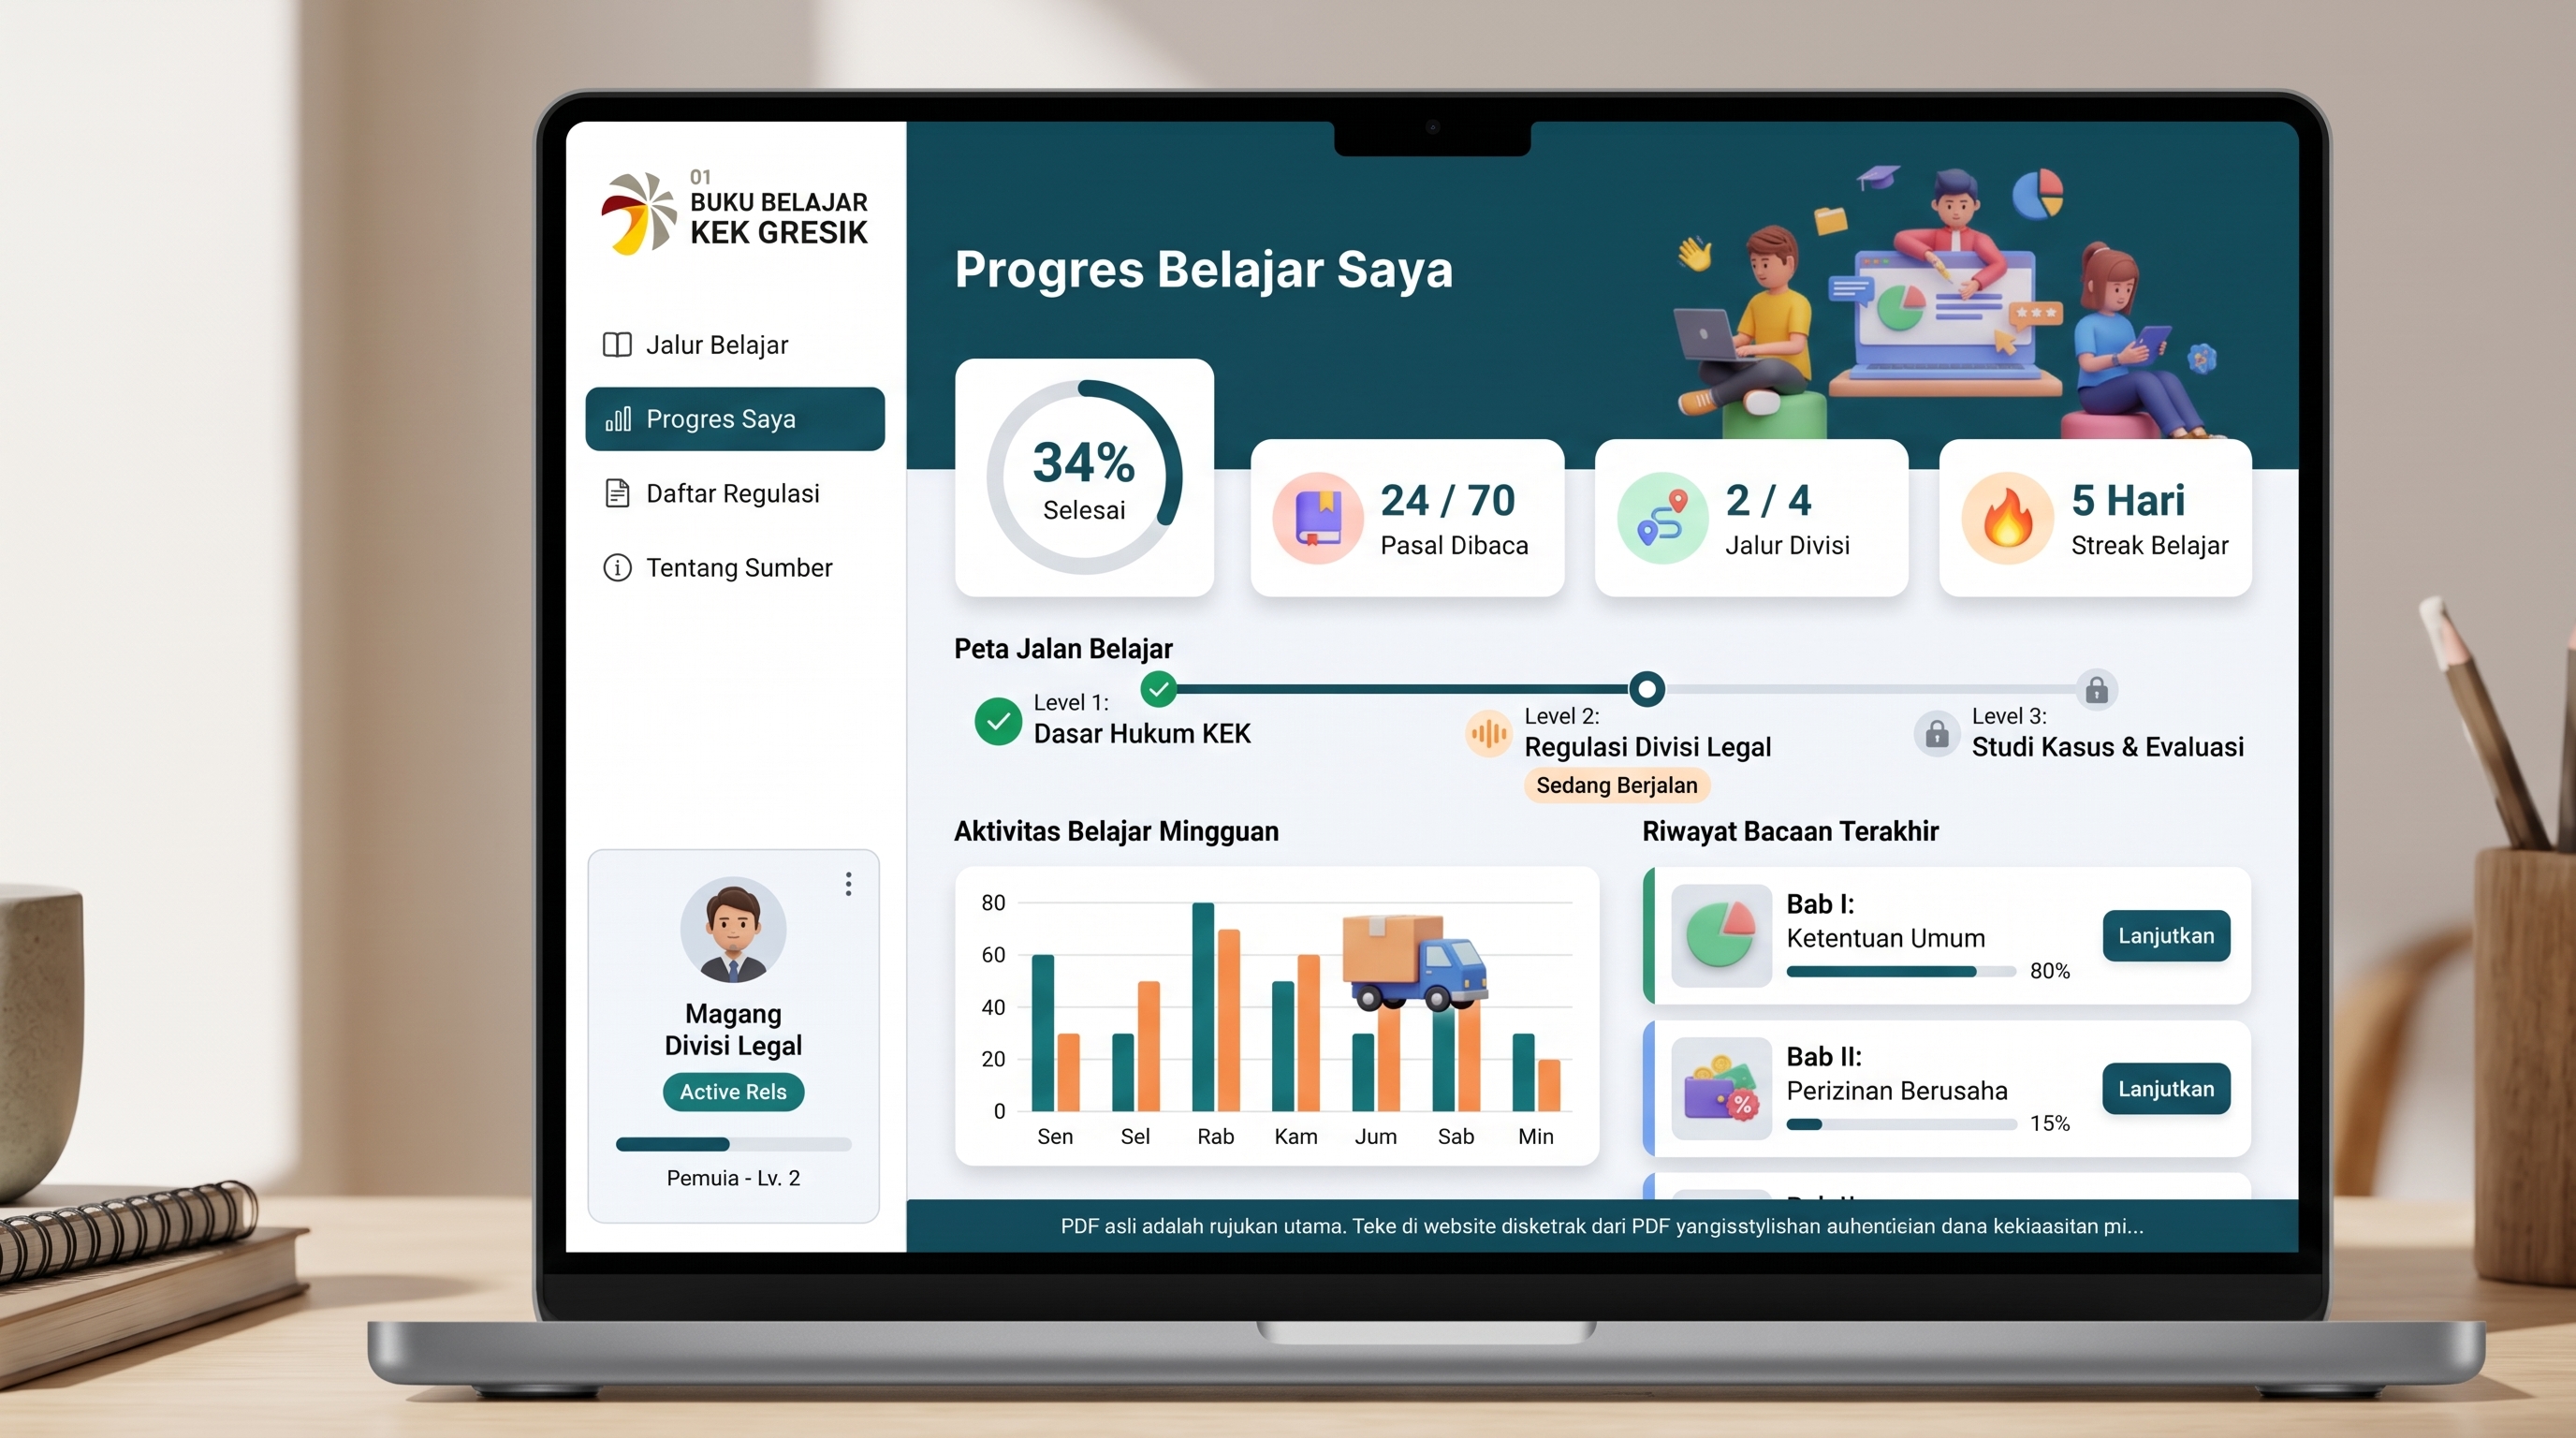 01
BUKU BELAJAR
KEK GRESIK
Jalur Belajar
Progres Saya
Daftar Regulasi
Tentang Sumber
Magang
Divisi Legal
Active Rels
Pemuia - Lv. 2
Progres Belajar Saya
34%
Selesai
24 / 70
Pasal Dibaca
2 / 4
Jalur Divisi
5 Hari
Streak Belajar
Peta Jalan Belajar
Level 1:
Dasar Hukum KEK
Level 2:
Regulasi Divisi Legal
Sedang Berjalan
Level 3:
Studi Kasus & Evaluasi
Aktivitas Belajar Mingguan
80
60
40
20
0
Sen Sel Rab Kam Jum Sab Min
Riwayat Bacaan Terakhir
Bab I:
Ketentuan Umum
80%
Lanjutkan
Bab II:
Perizinan Berusaha
15%
Lanjutkan
PDF asli adalah rujukan utama. Teke di website disketrak dari PDF yangisstylishan auhentician dana kekiaasitan pi...